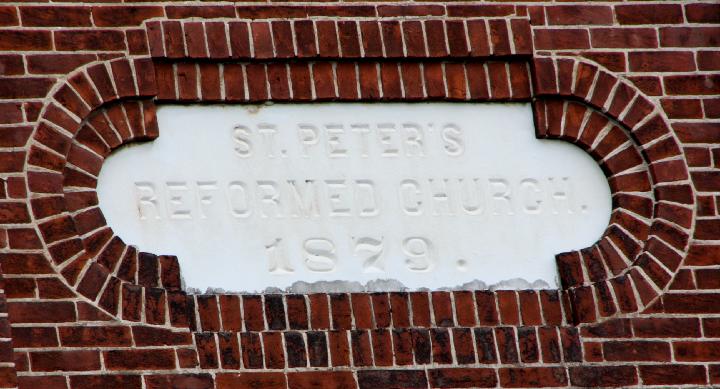 ST. PETER'S
REFORMED CHURCH.
1879.